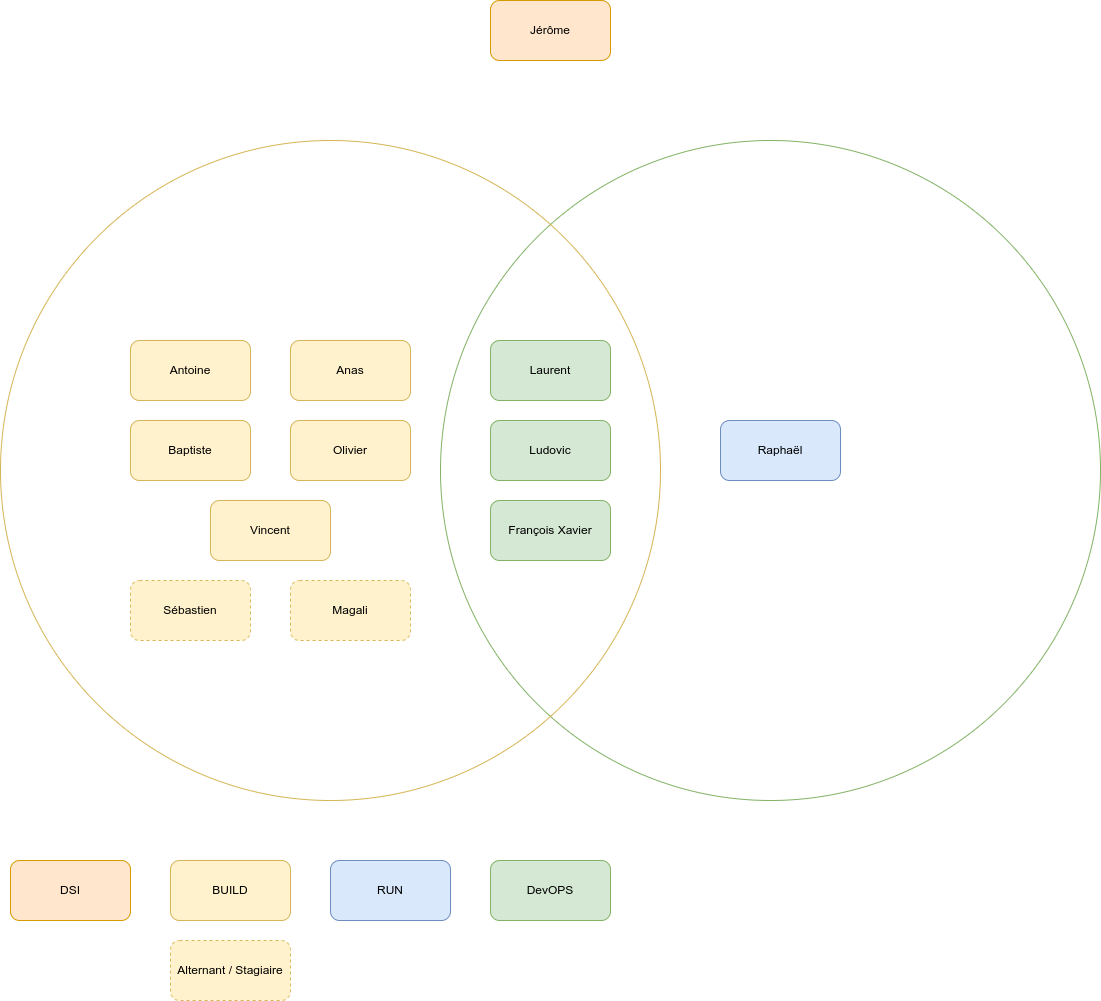 Jérôme
Antoine
Anas
Laurent
Baptiste
Olivier
Ludovic
Raphaël
Vincent
François Xavier
Sébastien
Magali
DSI
BUILD
RUN
DevOPS
Alternant / Stagiaire